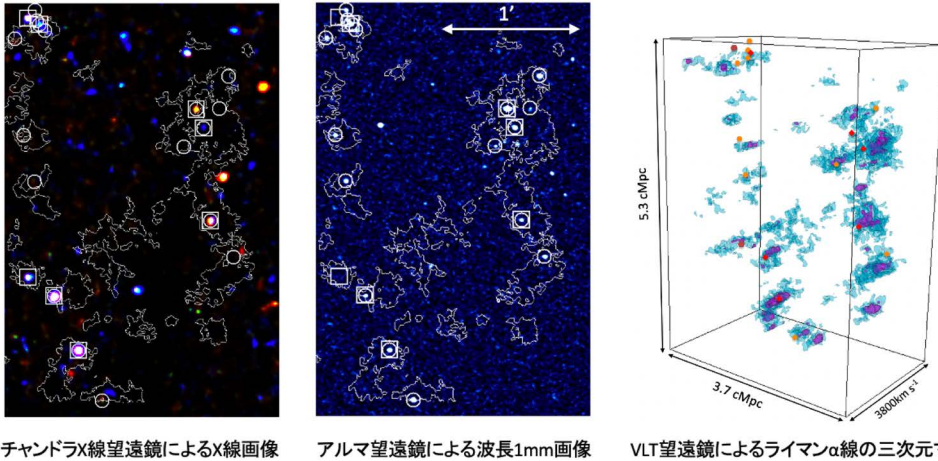 1’
5.3 cMpc
3.7 cMpc
3800km s-1
チャンドラX線望遠鏡によるX線画像
アルマ望遠鏡による波長1mm画像
VLT望遠鏡によるライマンα線の三次元